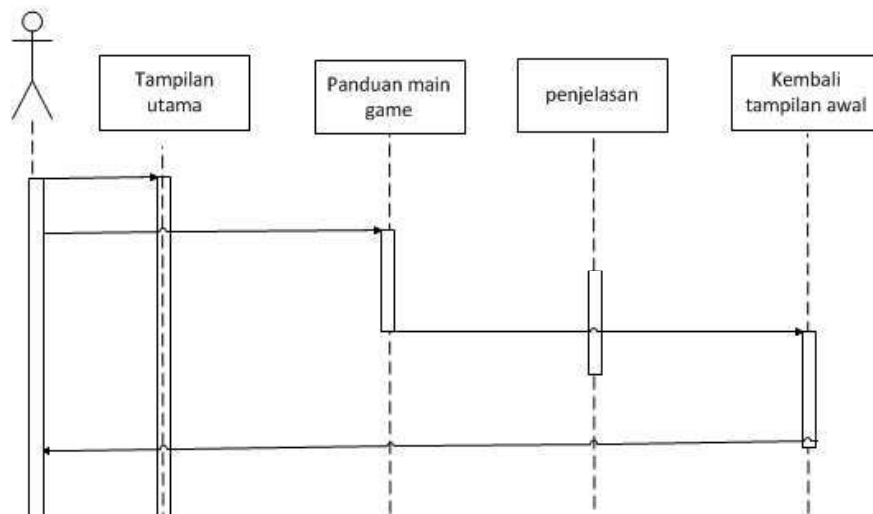 Tampilan
utama
Panduan main
game
penjelasan
Kembali
tampilan awal